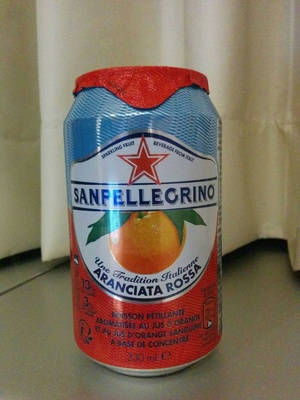 SPARKLING FRUIT BEVERAGE FROM ITALY
SANPELLEGRINO
Une Tradition Italienne
ARANCIATA ROSSA
BOISSON PÉTILLANTE
AROMATISÉE AU JUS D'ORANGE
ET AU JUS D'ORANGE SANGUINE
À BASE DE CONCENTRÉ
330 mL e